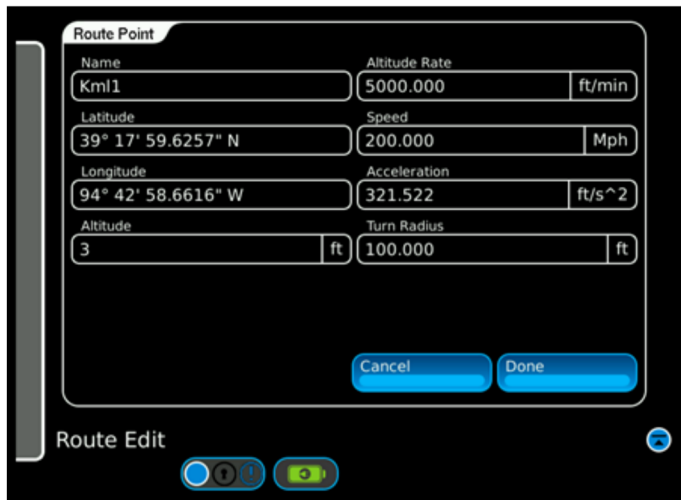 Route Point
Name
Kml1
Altitude Rate
5000.000 ft/min
Latitude
39° 17' 59.6257" N
Speed
200.000 Mph
Longitude
94° 42' 58.6616" W
Acceleration
321.522 ft/s^2
Altitude
3 ft
Turn Radius
100.000 ft
Cancel
Done
Route Edit